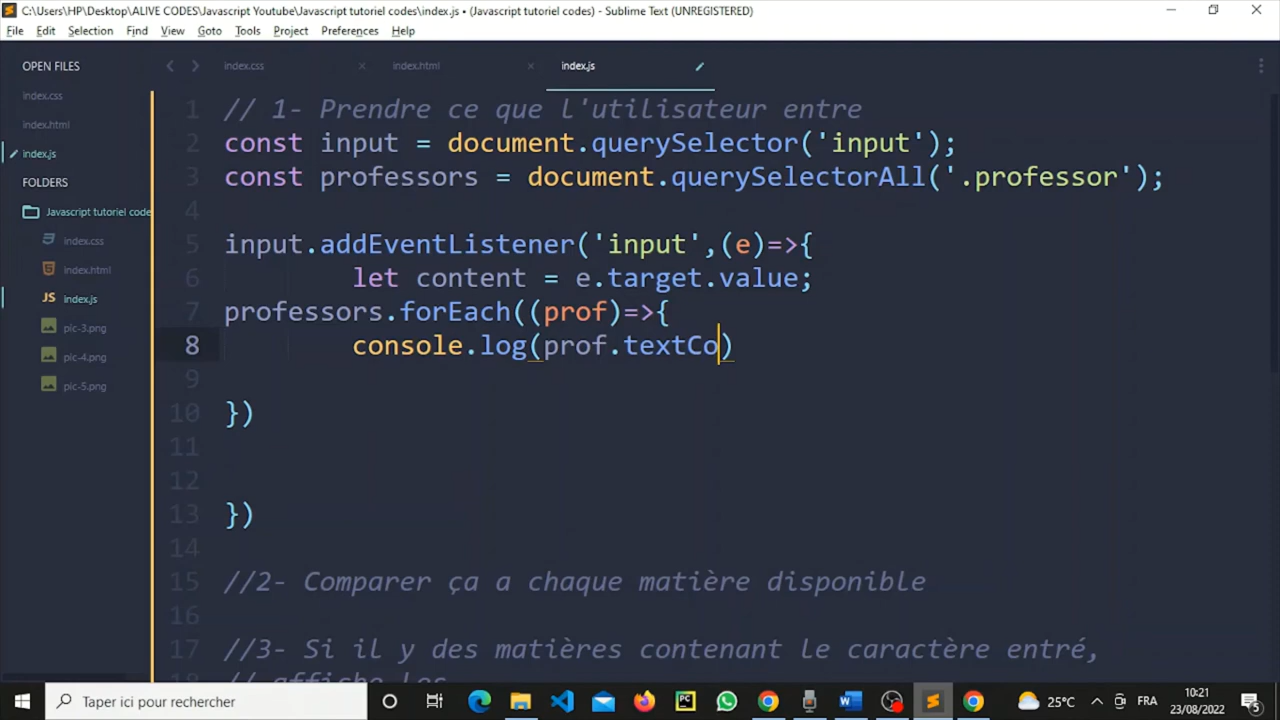 C:\Users\HP\Desktop\ALIVE CODES\Javascript Youtube\Javascript tutoriel codes\index.js • (Javascript tutoriel codes) - Sublime Text (UNREGISTERED)
File Edit Selection Find View Goto Tools Project Preferences Help
OPEN FILES
index.css
index.html
index.js
FOLDERS
Javascript tutoriel code
index.css
index.html
JS index.js
pic-3.png
pic-4.png
pic-5.png
index.css × index.html × index.js
1 // 1- Prendre ce que l'utilisateur entre
2 const input = document.querySelector('input');
3 const professors = document.querySelectorAll('.professor');
4
5 input.addEventListener('input',(e)=>{
6 let content = e.target.value;
7 professors.forEach((prof)=>{
8 console.log(prof.textCo)
9
10 })
11
12
13 })
14
15 //2- Comparer ça a chaque matière disponible
16
17 //3- Si il y des matières contenant le caractère entré,
18 // affiche les
Taper ici pour rechercher
PC
W
25°C
FRA
10:21
23/08/2022
5